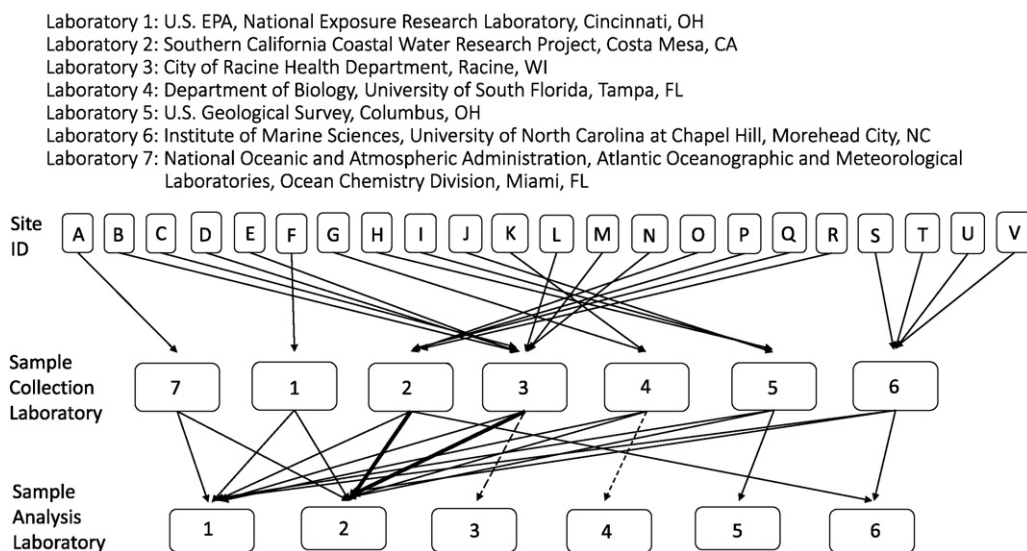 Laboratory 1: U.S. EPA, National Exposure Research Laboratory, Cincinnati, OH
Laboratory 2: Southern California Coastal Water Research Project, Costa Mesa, CA
Laboratory 3: City of Racine Health Department, Racine, WI
Laboratory 4: Department of Biology, University of South Florida, Tampa, FL
Laboratory 5: U.S. Geological Survey, Columbus, OH
Laboratory 6: Institute of Marine Sciences, University of North Carolina at Chapel Hill, Morehead City, NC
Laboratory 7: National Oceanic and Atmospheric Administration, Atlantic Oceanographic and Meteorological
Laboratories, Ocean Chemistry Division, Miami, FL
Site
ID
A B C D E F G H I J K L M N O P Q R S T U V
Sample
Collection
Laboratory
7 1 2 3 4 5 6
Sample
Analysis
Laboratory
1 2 3 4 5 6